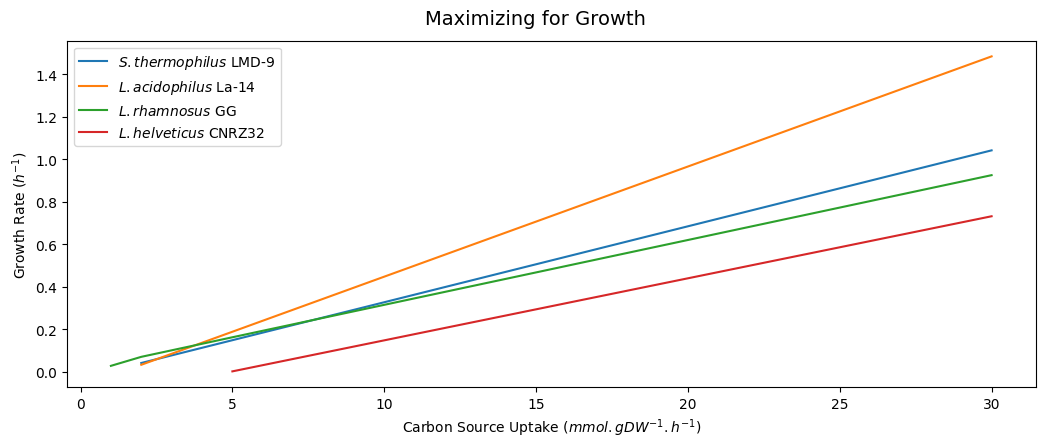 Maximizing for Growth
S.thermophilus LMD-9
L.acidophilus La-14
L.rhamnosus GG
L.helveticus CNRZ32
Growth Rate (h⁻¹)
1.4
1.2
1.0
0.8
0.6
0.4
0.2
0.0
0 5 10 15 20 25 30
Carbon Source Uptake (mmol.gDW⁻¹.h⁻¹)